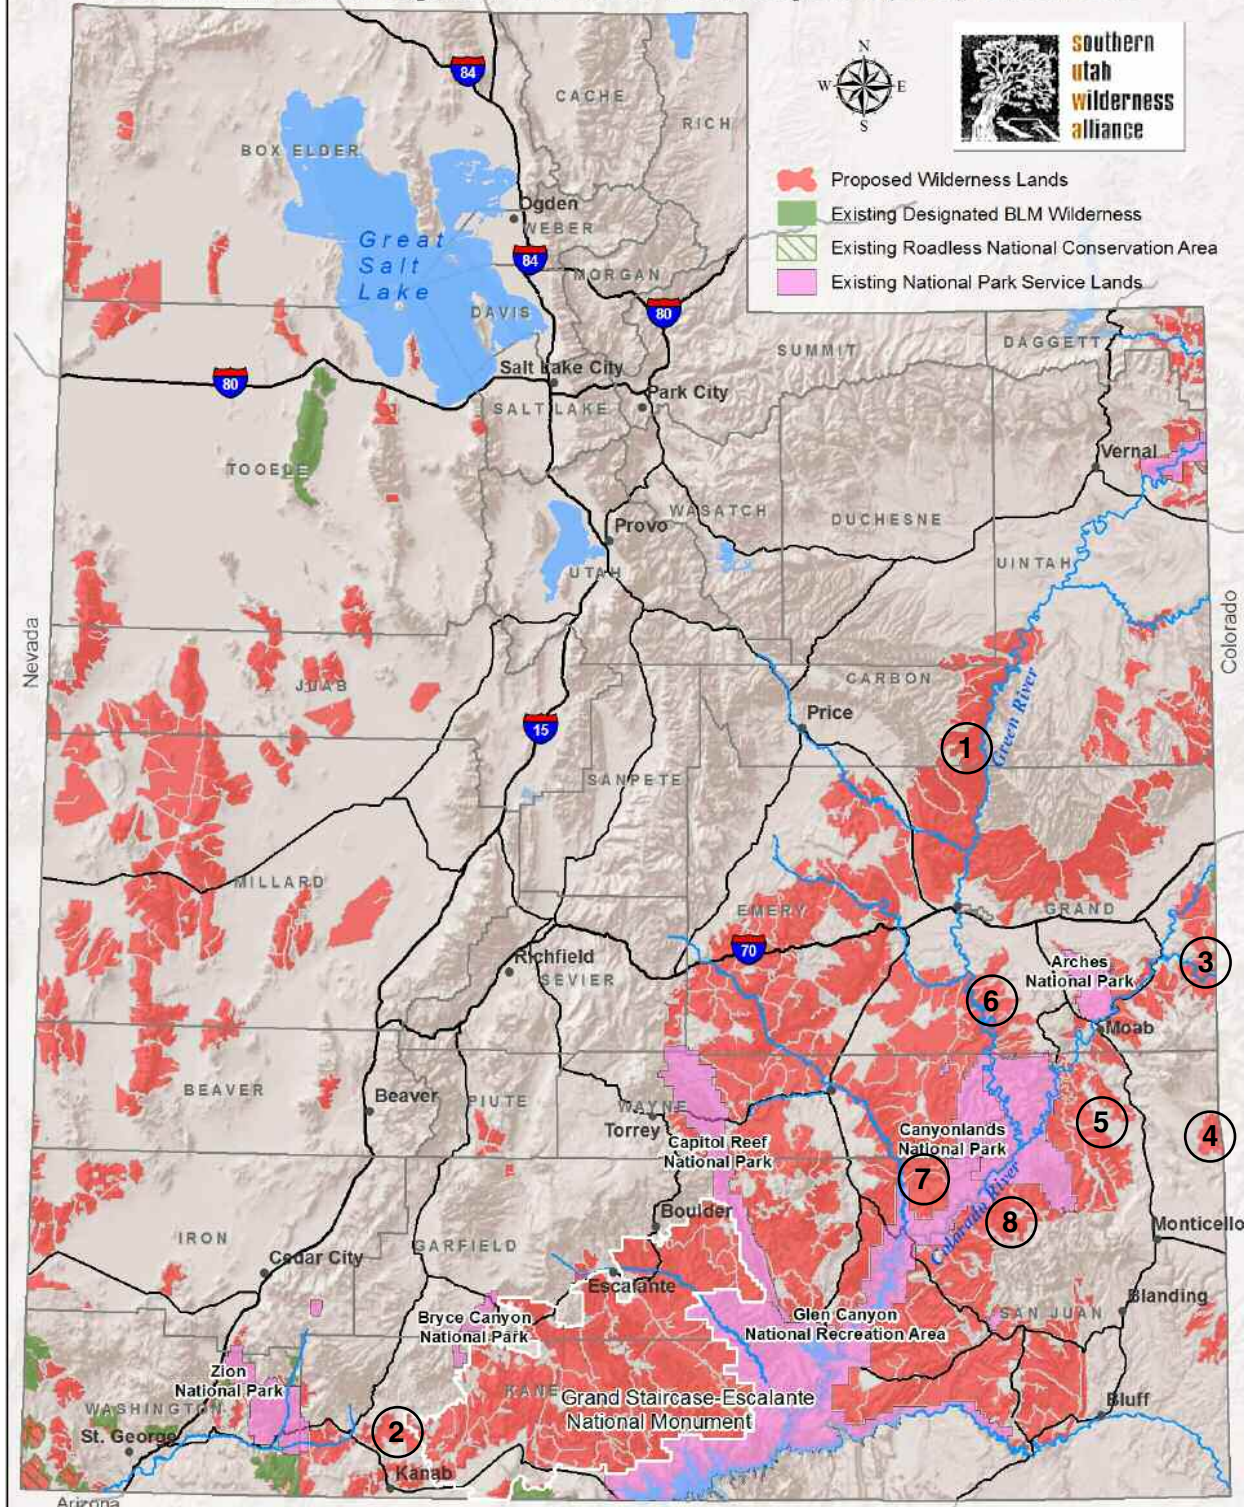 N
W E
S
southern
utah
wilderness
alliance
84
CACHE
RICH
BOX ELDER
Proposed Wilderness Lands
Existing Designated BLM Wilderness
Existing Roadless National Conservation Area
Existing National Park Service Lands
Ogden
WEBER
Great
Salt
Lake
84
MORGAN
DAVIS
80
SUMMIT
DAGGETT
Salt Lake City
80
Park City
SALT LAKE
Vernal
TOOELE
WASATCH
DUCHESNE
Provo
UTAH
UINTAH
Nevada
Colorado
JUAB
CARBON
Green River
Price
15
1
SANPETE
MILLARD
EMERY
GRAND
70
Richfield
SEVIER
Arches
National Park
3
6
Moab
BEAVER
Beaver
PIUTE
WAYNE
Torrey
Capitol Reef
National Park
Canyonlands
National Park
5
4
7
Colorado River
8
Boulder
Monticello
IRON
Cedar City
GARFIELD
Escalante
Blanding
Bryce Canyon
National Park
Glen Canyon
National Recreation Area
SAN JUAN
Zion
National Park
KANE
Grand Staircase-Escalante
National Monument
WASHINGTON
St. George
2
Bluff
Kanab
Arizona